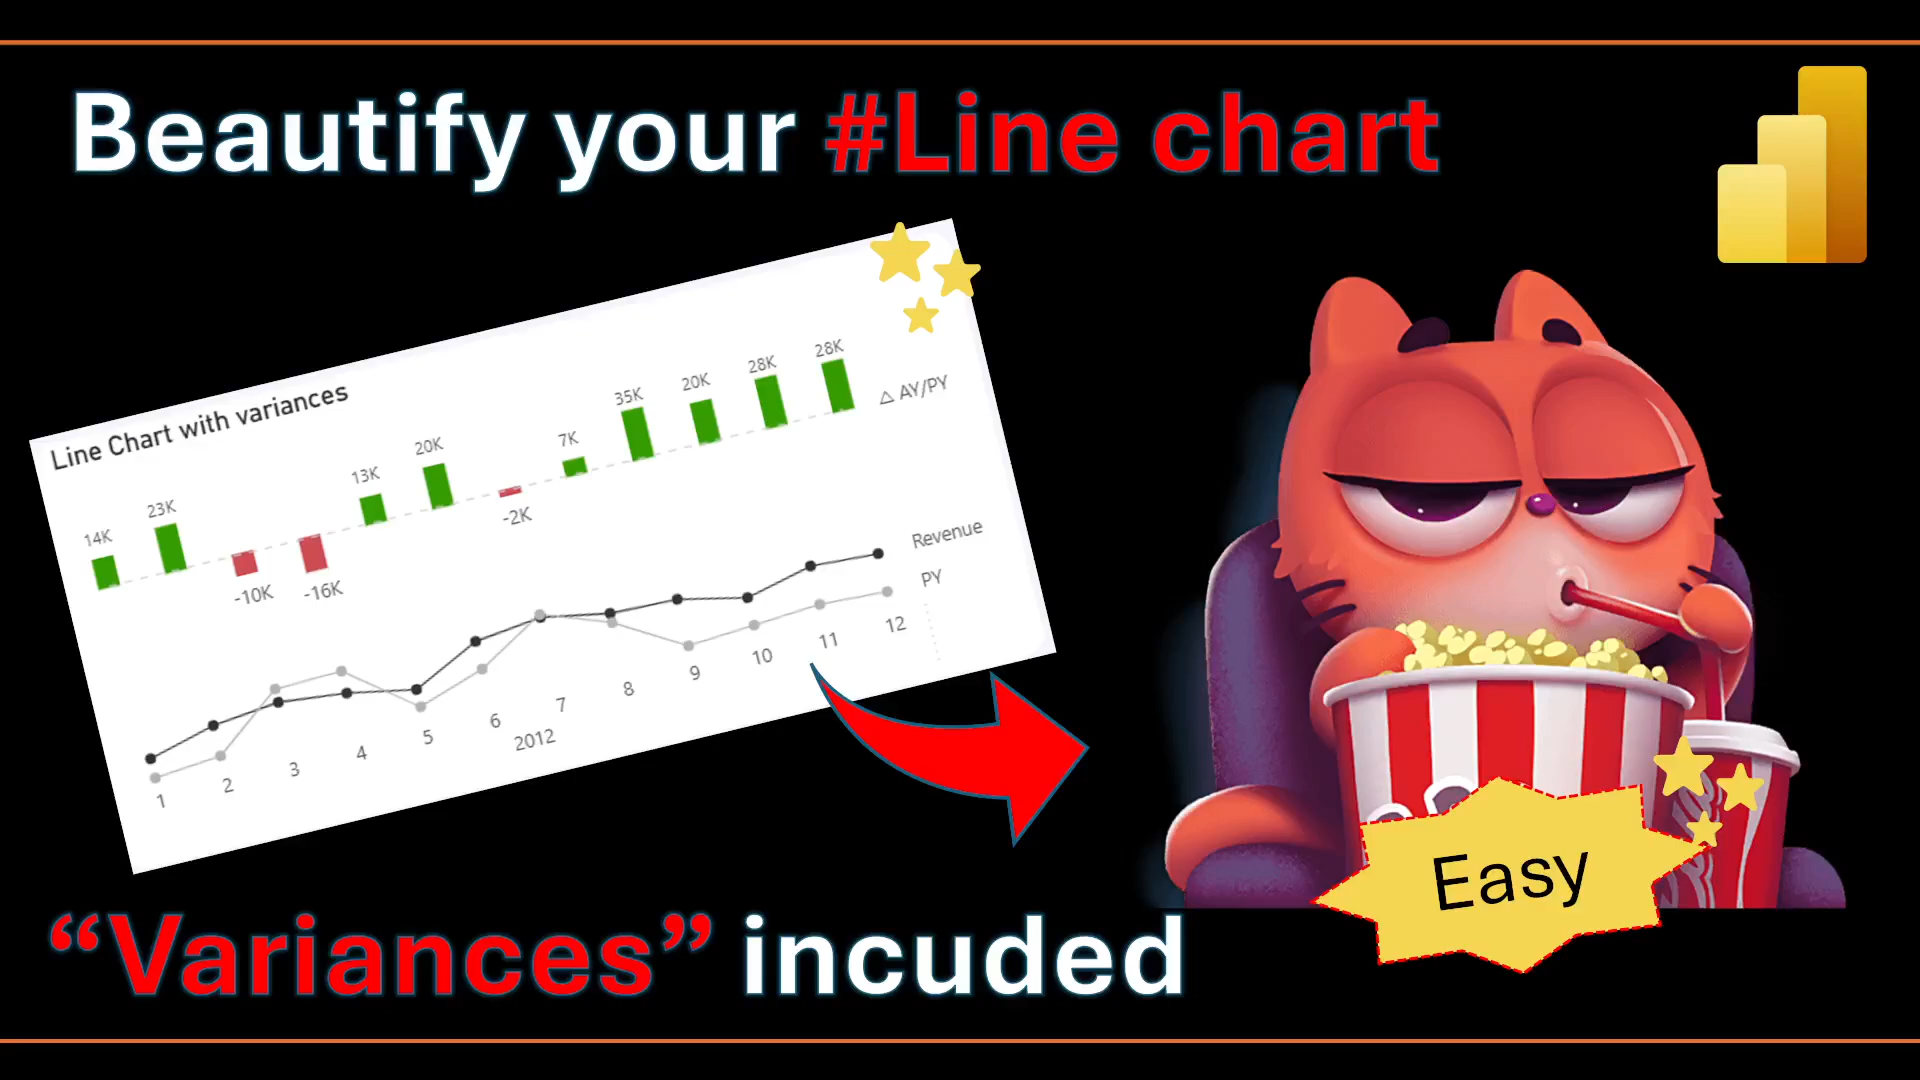 Beautify your #Line chart
Line Chart with variances
14K 23K -10K -16K 13K 20K -2K 7K 35K 20K 28K 28K
△ AY/PY
Revenue
PY
1 2 3 4 5 6 7 8 9 10 11 12
2012
Easy
“Variances” incuded